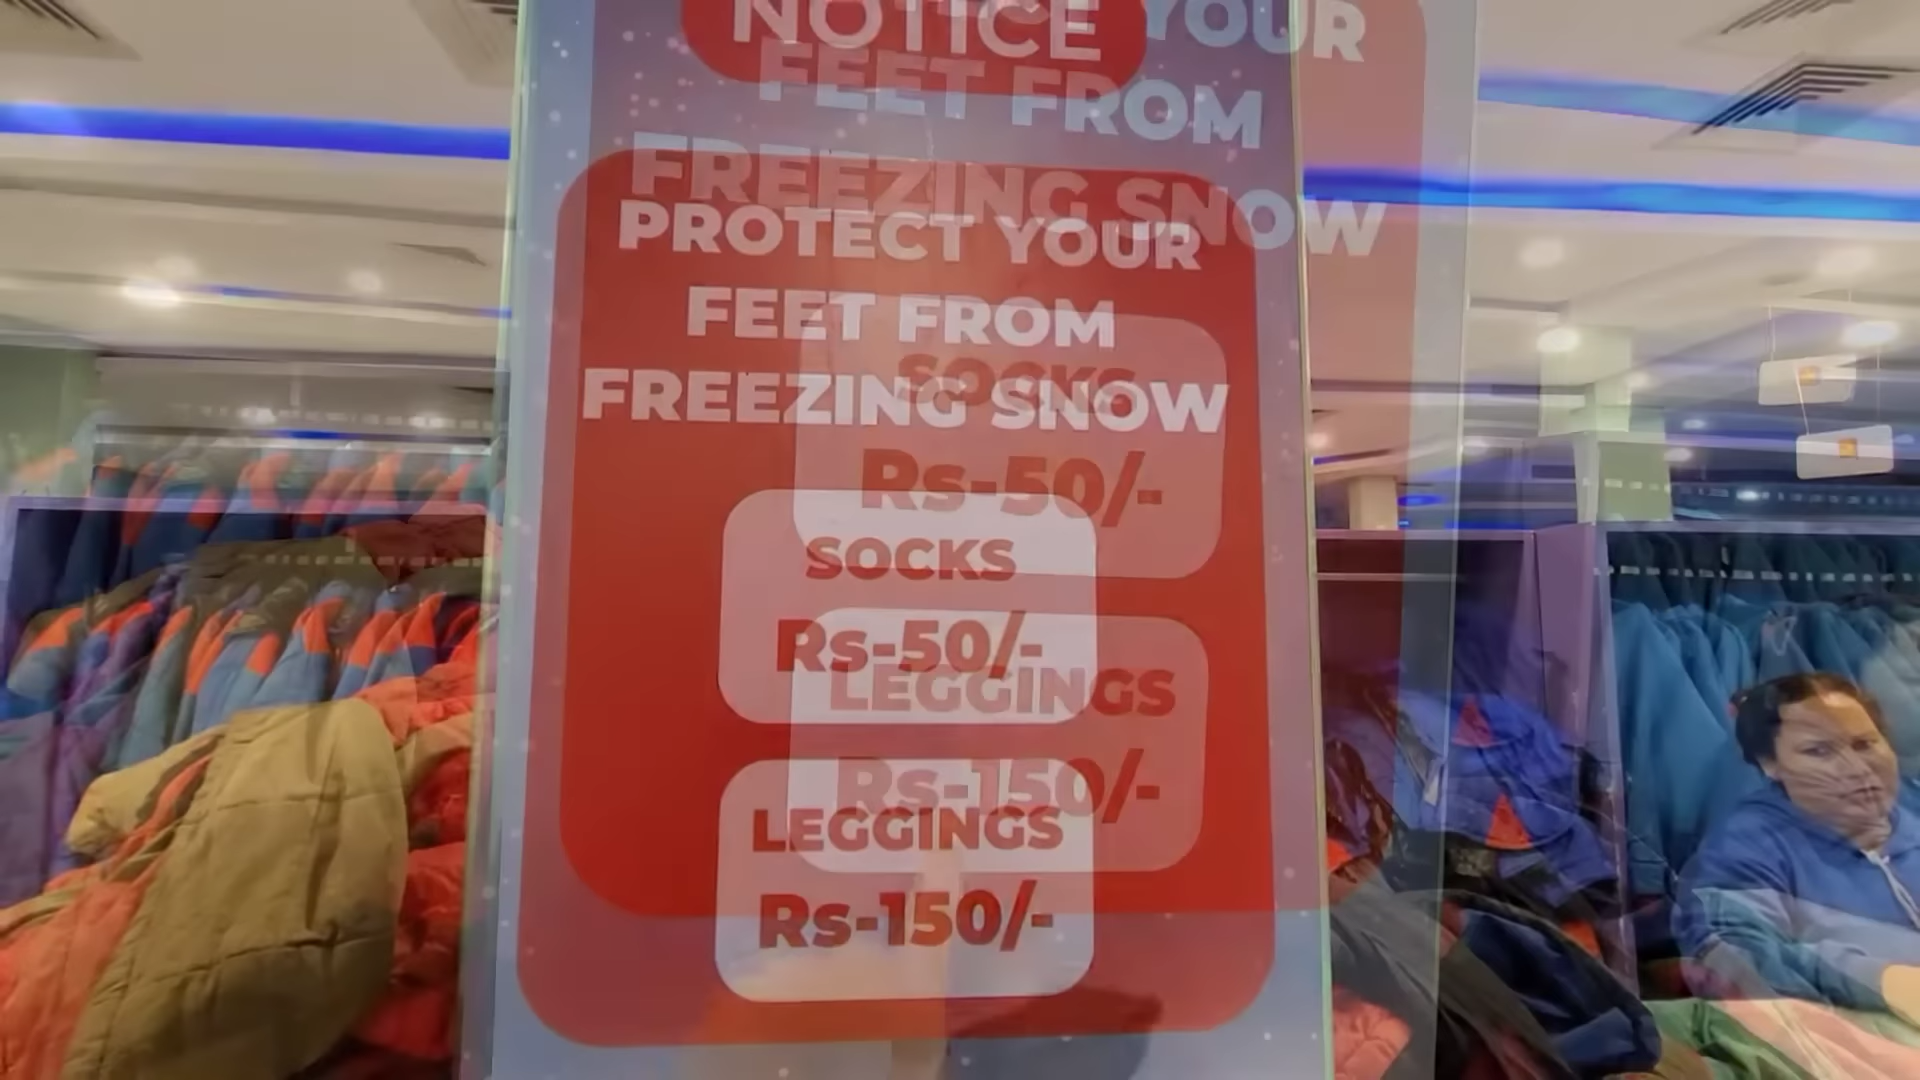 NOTICE
PROTECT YOUR
FEET FROM
FREEZING SNOW
SOCKS
Rs-50/-
LEGGINGS
Rs-150/-
YOUR
FEET FROM
FREEZING SNOW
SOCKS
Rs-50/-
LEGGINGS
Rs-150/-